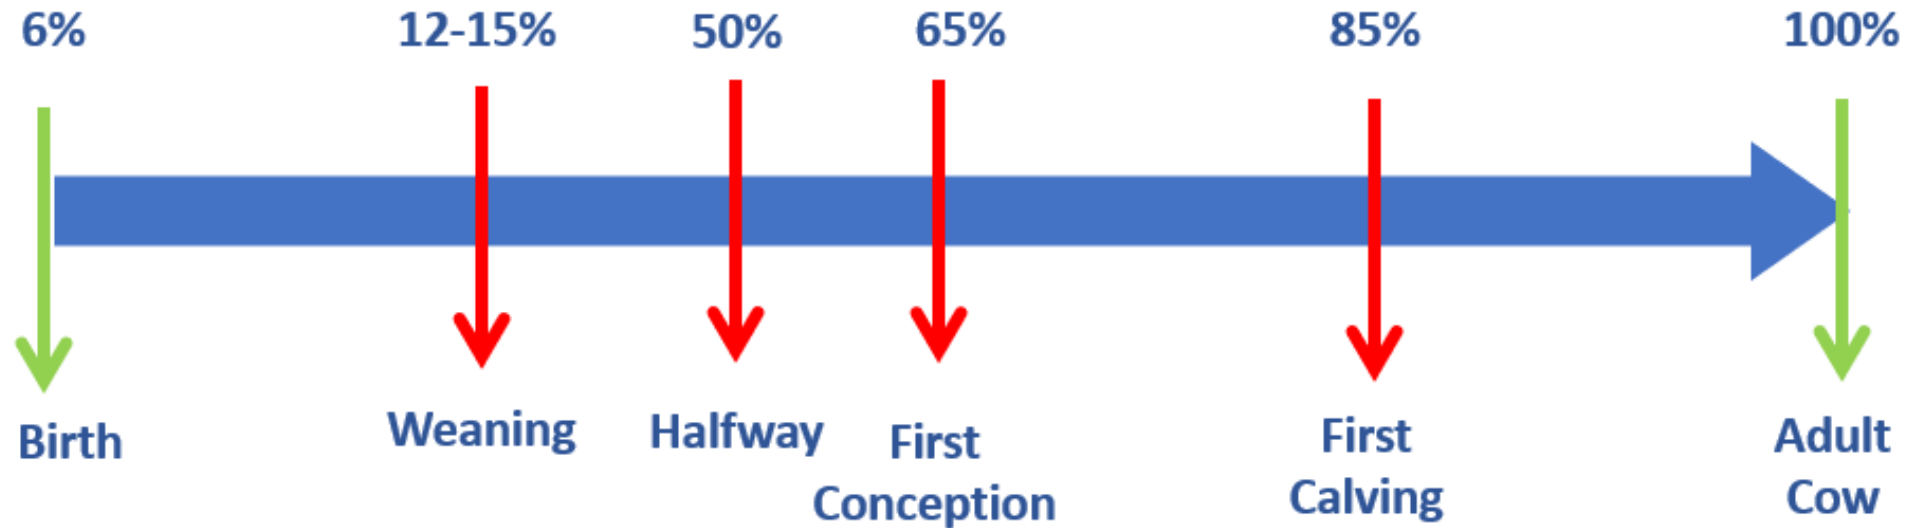 6% 12-15% 50% 65% 85% 100%
Birth Weaning Halfway First First Adult
Conception Calving Cow